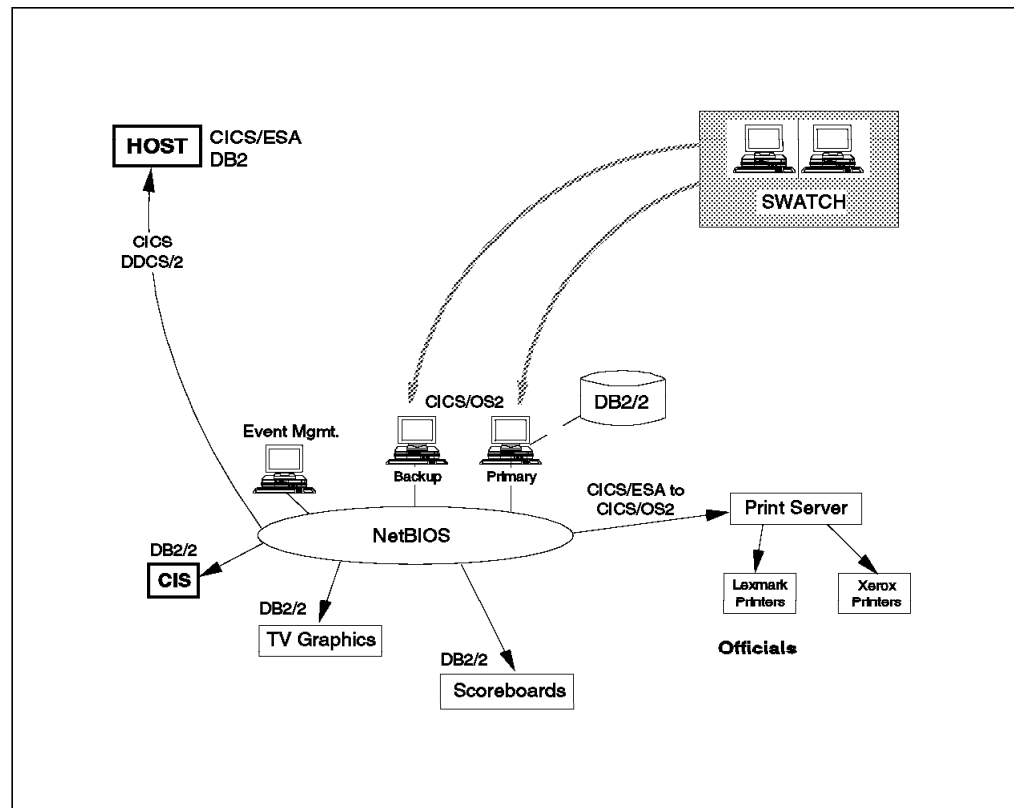 HOST
CICS/ESA
DB2
SWATCH
CICS
DDCS/2
CICS/OS2
DB2/2
Event Mgmt.
Backup
Primary
CICS/ESA to
CICS/OS2
Print Server
NetBIOS
DB2/2
CIS
Lexmark
Printers
Xerox
Printers
DB2/2
TV Graphics
Officials
DB2/2
Scoreboards